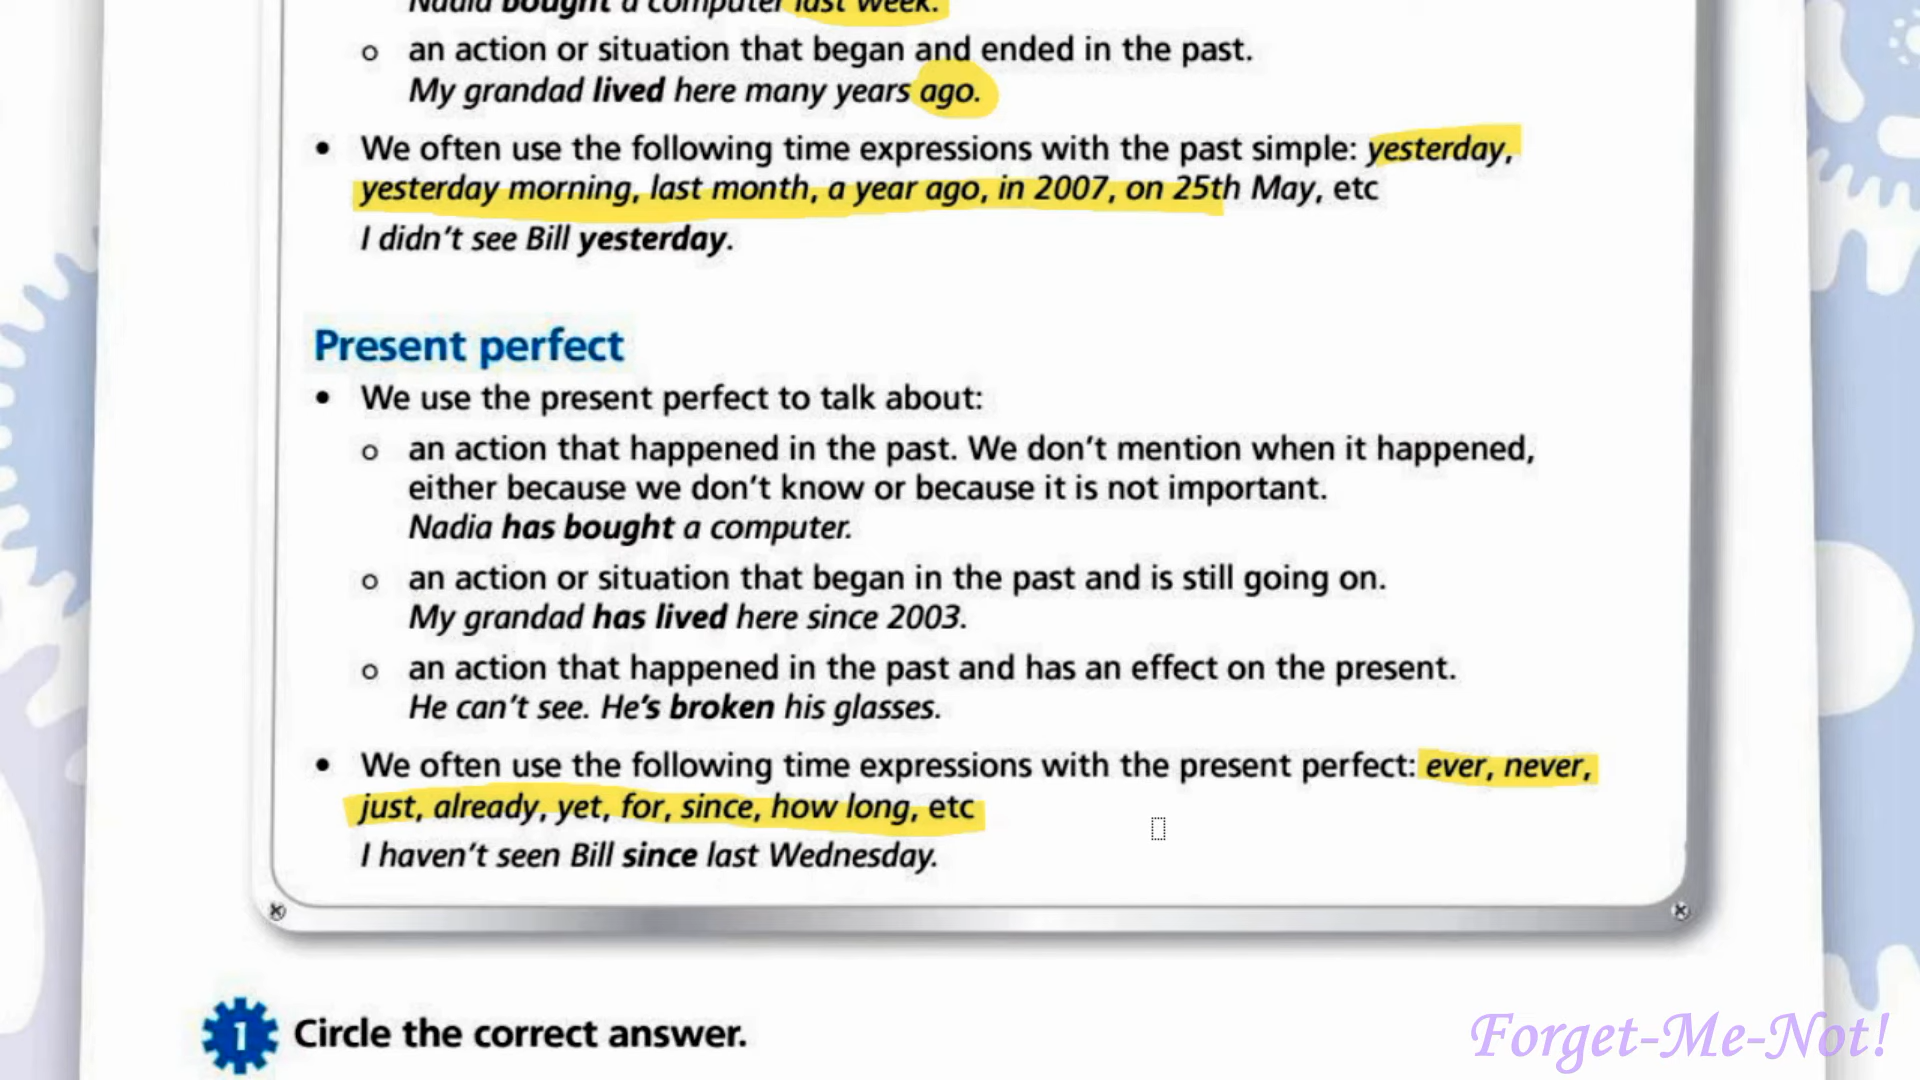 Nadia bought a computer last week.
o an action or situation that began and ended in the past.
My grandad lived here many years ago.
• We often use the following time expressions with the past simple: yesterday,
yesterday morning, last month, a year ago, in 2007, on 25th May, etc
I didn't see Bill yesterday.
Present perfect
• We use the present perfect to talk about:
o an action that happened in the past. We don't mention when it happened,
either because we don't know or because it is not important.
Nadia has bought a computer.
o an action or situation that began in the past and is still going on.
My grandad has lived here since 2003.
o an action that happened in the past and has an effect on the present.
He can't see. He's broken his glasses.
• We often use the following time expressions with the present perfect: ever, never,
just, already, yet, for, since, how long, etc
I haven't seen Bill since last Wednesday.
1 Circle the correct answer.
Forget-Me-Not!